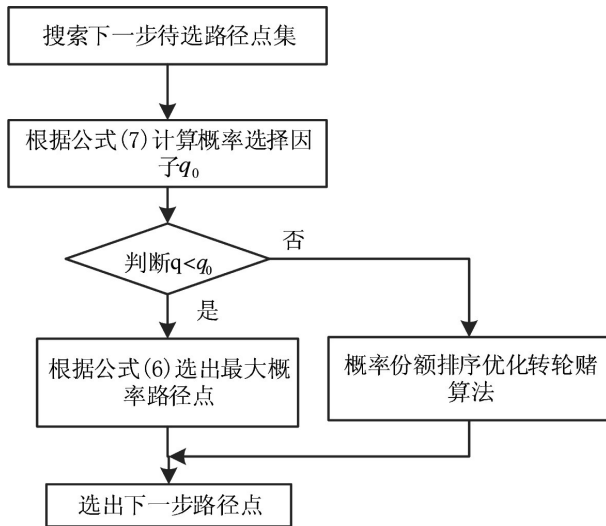 搜索下一步待选路径点集
根据公式(7)计算概率选择因
子q₀
判断q<q₀
否
是
根据公式(6)选出最大概
率路径点
概率份额排序优化转轮赌
算法
选出下一步路径点